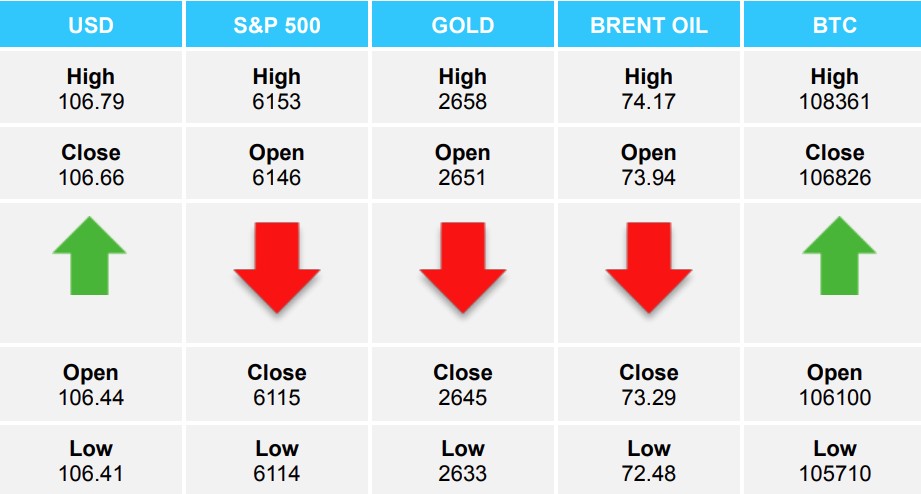 USD S&P 500 GOLD BRENT OIL BTC
High High High High High
106.79 6153 2658 74.17 108361
Close Open Open Open Close
106.66 6146 2651 73.94 106826
Open Close Close Close Open
106.44 6115 2645 73.29 106100
Low Low Low Low Low
106.41 6114 2633 72.48 105710